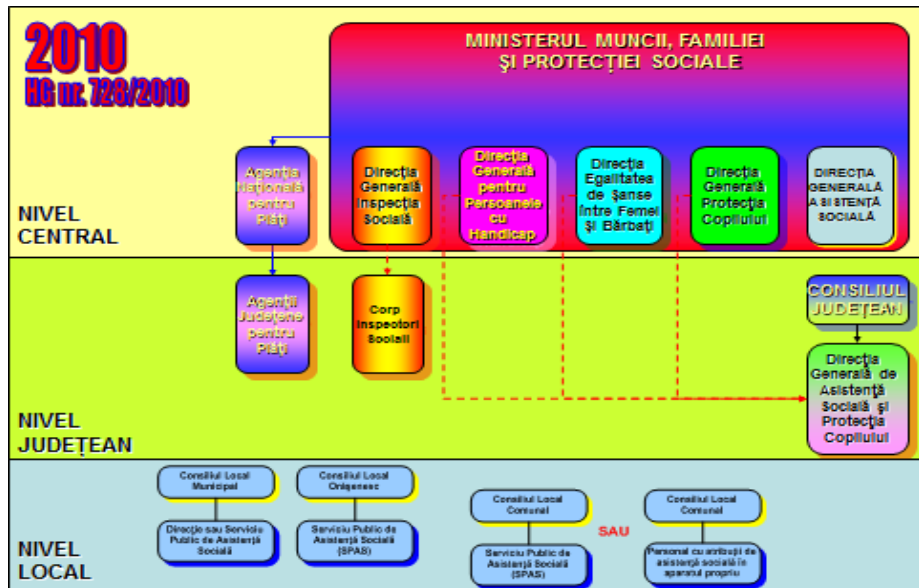 2010
HG nr. 728/2010
MINISTERUL MUNCII, FAMILIEI
ŞI PROTECŢIEI SOCIALE
Agenţia
Naţională
pentru
Plăţi
Direcţia
Generală
Inspecţia
Socială
Direcţia
Generală
pentru
Persoanele
cu
Handicap
Direcţia
Egalitatea
de Şanse
între Femei
Şi Bărbaţi
Direcţia
Generală
Protecţia
Copilului
DIRECŢIA
GENERALĂ
ASISTENŢĂ
SOCIALĂ
NIVEL
CENTRAL
Agenţii
Judeţene
pentru
Plăţi
Corp
Inspectori
Sociali
CONSILIUL
JUDEŢEAN
Direcţia
Generală de
Asistenţă
Socială şi
Protecţia
Copilului
NIVEL
JUDEŢEAN
Consiliul Local
Municipal
Consiliul Local
Orăşenesc
Consiliul Local
Comunal
SAU
Consiliul Local
Comunal
Direcţie sau Serviciu
Public de Asistenţă
Socială
Serviciu Public de
Asistenţă Socială
(SPAS)
Serviciu Public de
Asistenţă Socială
(SPAS)
Personal cu atribuţii de
asistenţă socială în
aparatul propriu
NIVEL
LOCAL